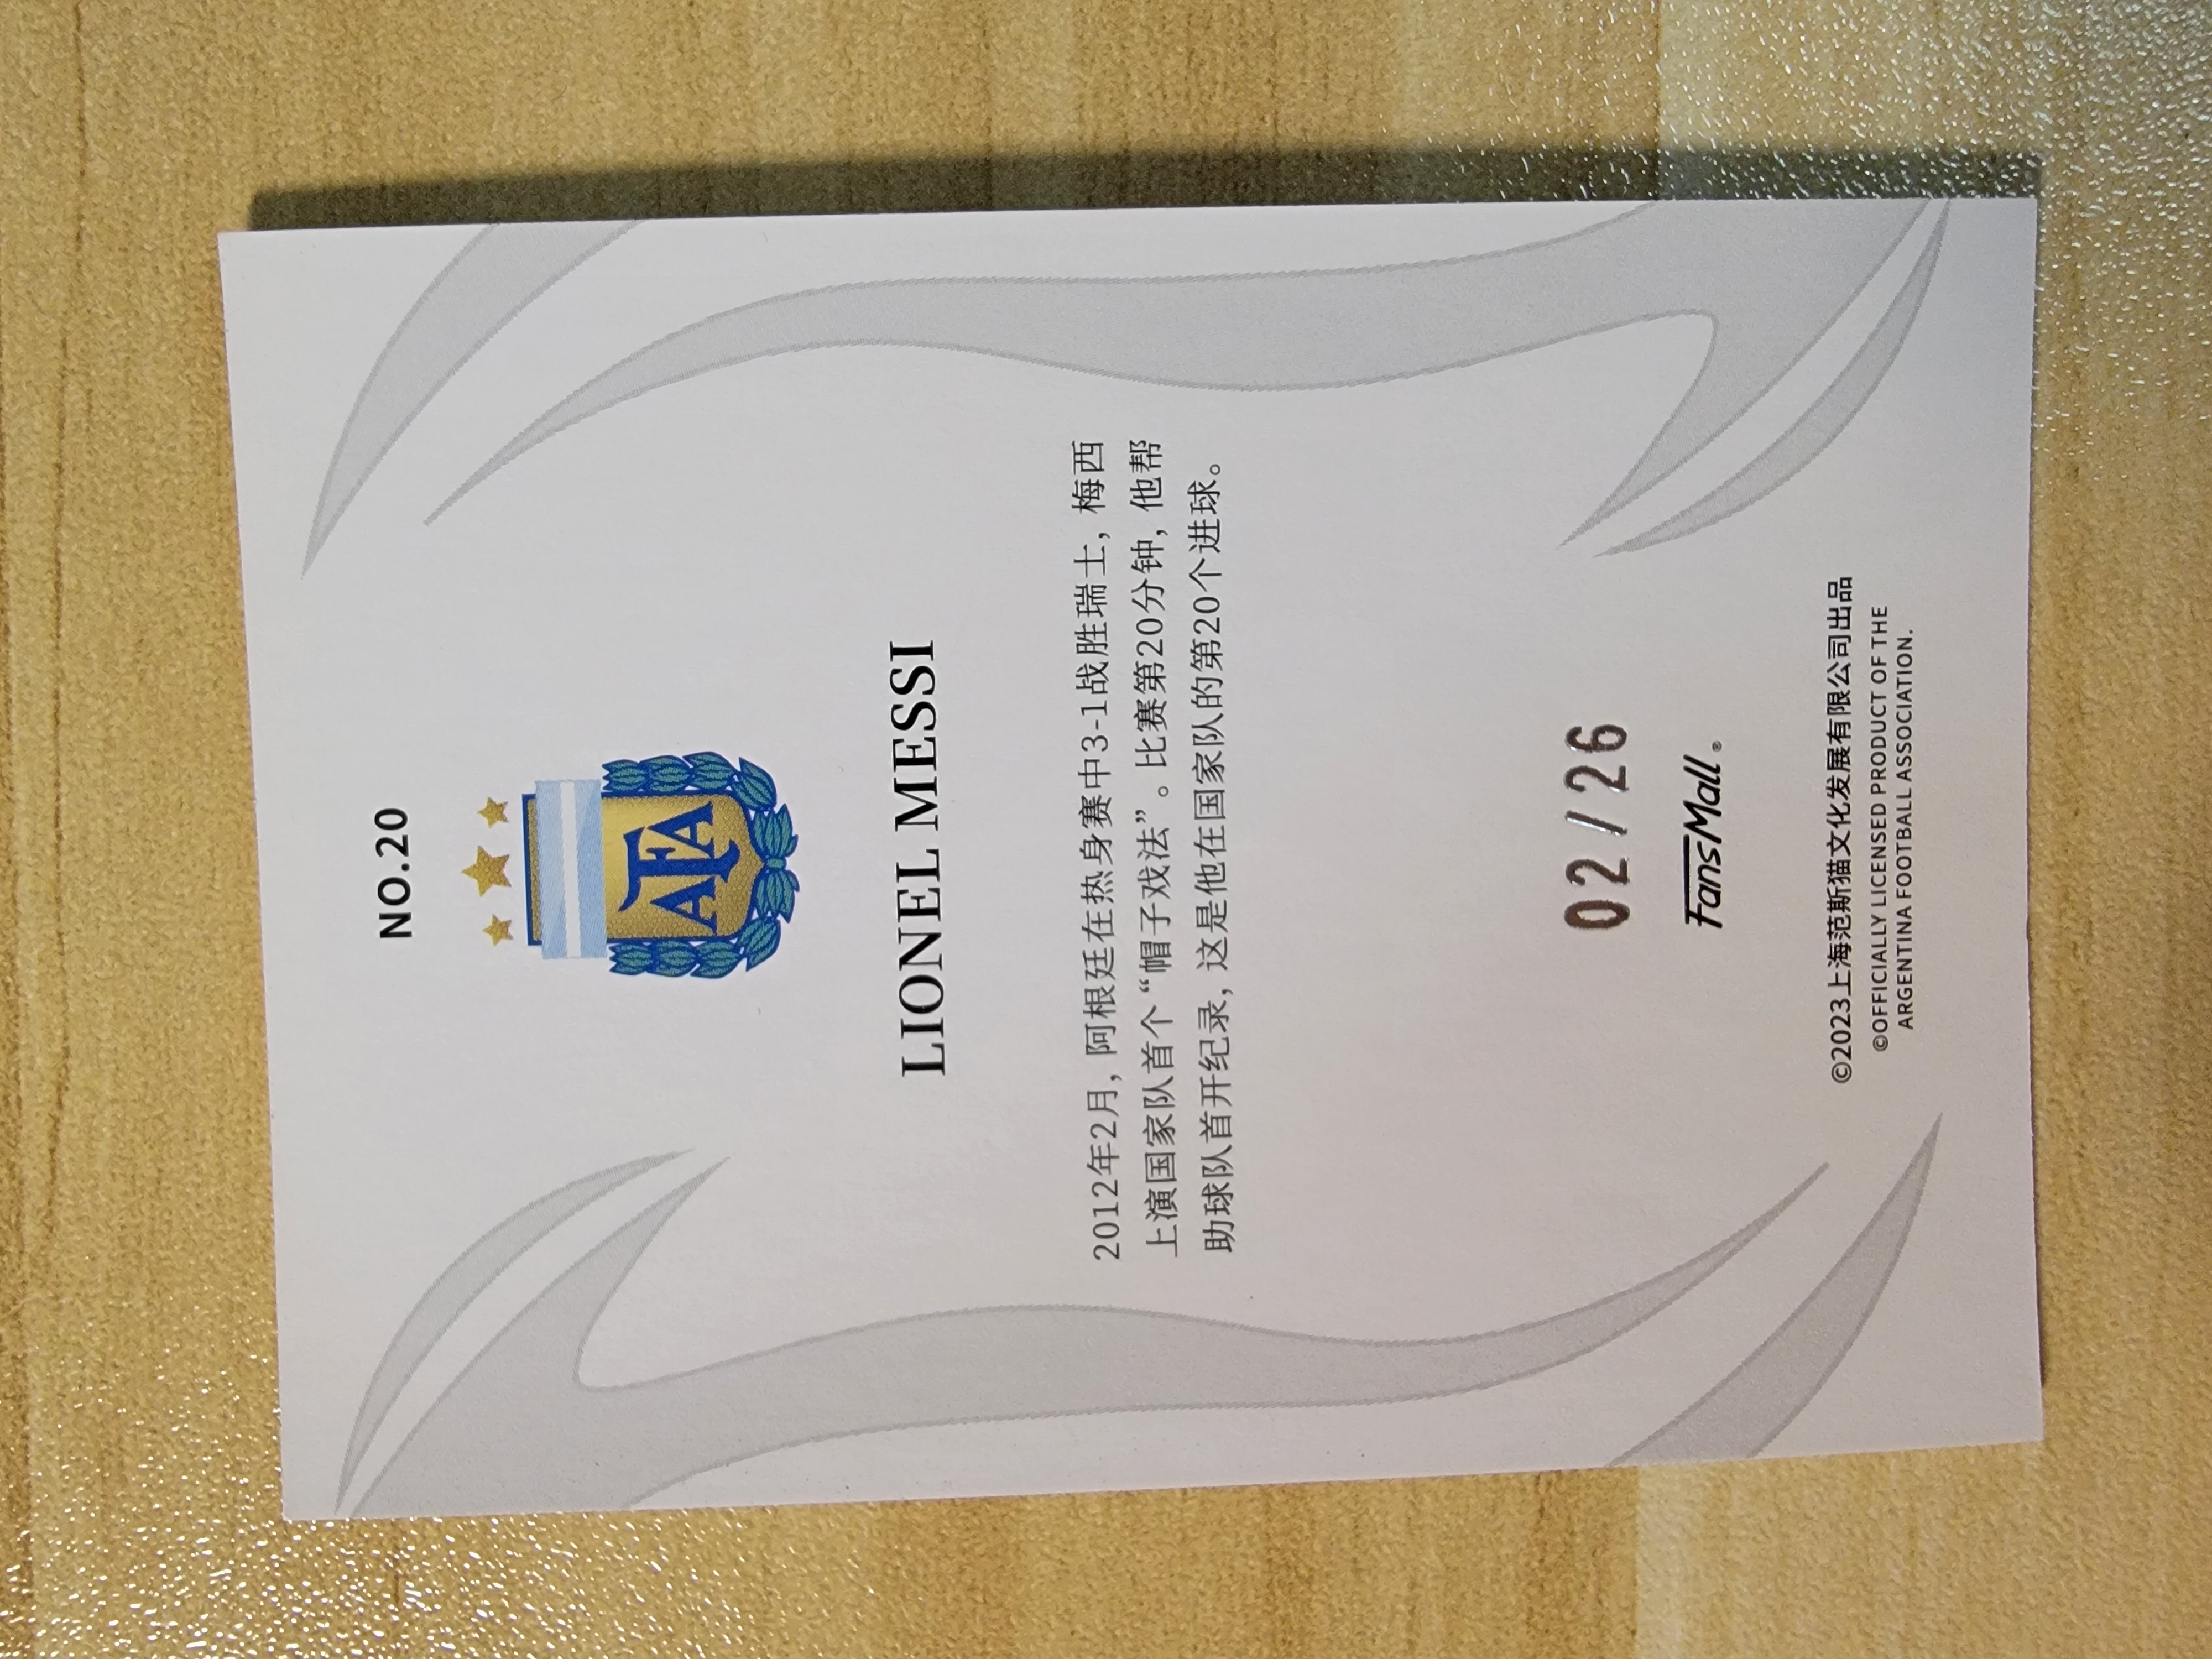 NO.20
AFA
LIONEL MESSI
2012年2月，阿根廷在热身赛中3-1战胜瑞士，梅西
上演国家队首个“帽子戏法”。比赛第20分钟，他帮
助球队首开纪录，这是他在国家队的第20个进球。
02/26
FansMall®
©2023上海范斯猫文化发展有限公司出品
©OFFICIALLY LICENSED PRODUCT OF THE
ARGENTINA FOOTBALL ASSOCIATION.